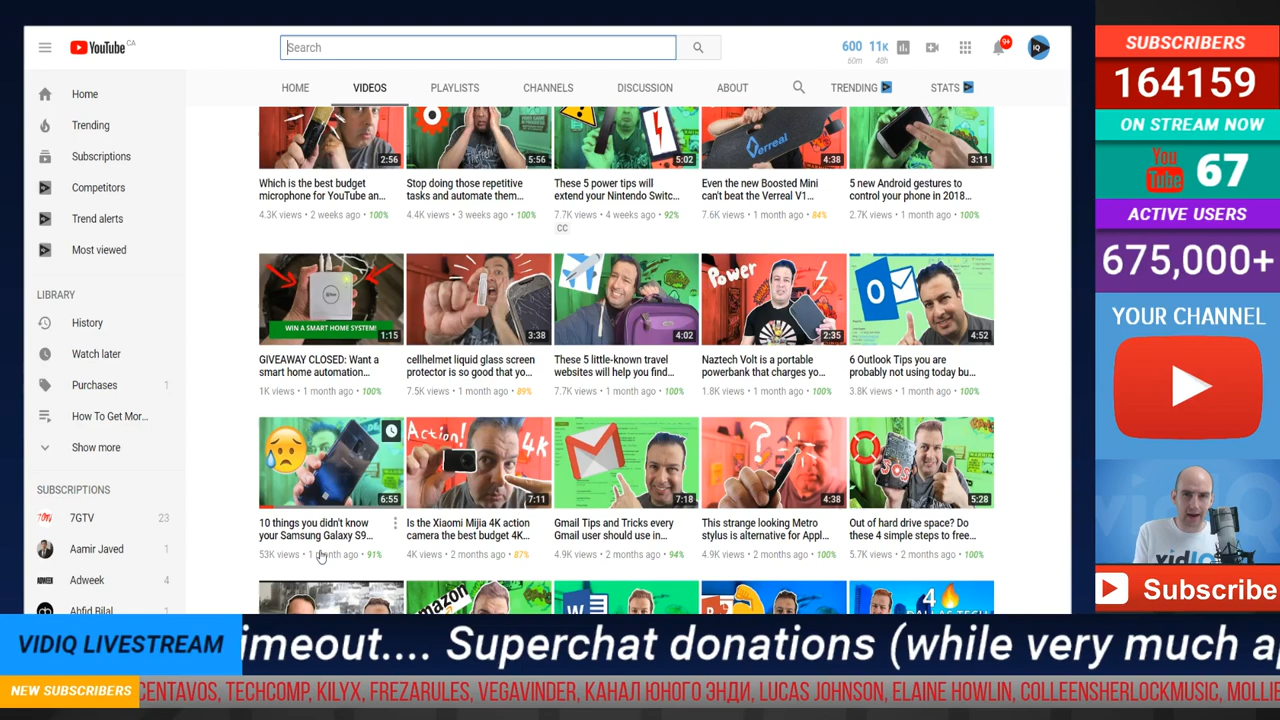 YouTube CA
Search
600 11K
60m 48h
9+
IQ
HOME VIDEOS PLAYLISTS CHANNELS DISCUSSION ABOUT TRENDING STATS
Home
Trending
Subscriptions
Competitors
Trend alerts
Most viewed
LIBRARY
History
Watch later
Purchases 1
How To Get Mor...
Show more
SUBSCRIPTIONS
7GTV 23
Aamir Javed 1
Adweek 4
Ahfid Bilal
2:56 5:56 5:02 4:38 3:11
Verreal
Which is the best budget
microphone for YouTube an...
4.3K views • 2 weeks ago • 100%
Stop doing those repetitive
tasks and automate them...
4.4K views • 3 weeks ago • 100%
These 5 power tips will
extend your Nintendo Switc...
7.7K views • 4 weeks ago • 92%
CC
Even the new Boosted Mini
can't beat the Verreal V1...
7.6K views • 1 month ago • 84%
5 new Android gestures to
control your phone in 2018...
2.7K views • 1 month ago • 100%
WIN A SMART HOME SYSTEM!
1:15 3:38 4:02 2:35 4:52
Power
GIVEAWAY CLOSED: Want a
smart home automation...
1K views • 1 month ago • 100%
cellhelmet liquid glass screen
protector is so good that yo...
7.5K views • 1 month ago • 89%
These 5 little-known travel
websites will help you find...
7.7K views • 1 month ago • 100%
Naztech Volt is a portable
powerbank that charges yo...
1.8K views • 1 month ago • 100%
6 Outlook Tips you are
probably not using today bu...
3.8K views • 1 month ago • 100%
Action! 4K
6:55 7:11 7:18 4:38 5:28
10 things you didn't know
your Samsung Galaxy S9...
53K views • 1 month ago • 91%
Is the Xiaomi Mijia 4K action
camera the best budget 4K...
4K views • 2 months ago • 87%
Gmail Tips and Tricks every
Gmail user should use in...
4.9K views • 2 months ago • 94%
This strange looking Metro
stylus is alternative for Appl...
4.9K views • 2 months ago • 100%
Out of hard drive space? Do
these 4 simple steps to free...
5.7K views • 2 months ago • 100%
amazon
4
SUBSCRIBERS
164159
ON STREAM NOW
You
Tube 67
ACTIVE USERS
675,000+
YOUR CHANNEL
Subscribe
VIDIQ LIVESTREAM
imeout.... Superchat donations (while very much a
NEW SUBSCRIBERS
CENTAVOS, TECHCOMP, KILYX, FREZARULES, VEGAVINDER, КАНАЛ ЮНОГО ЭНДИ, LUCAS JOHNSON, ELAINE HOWLIN, COLLEENSHERLOCKMUSIC, MOLLIE